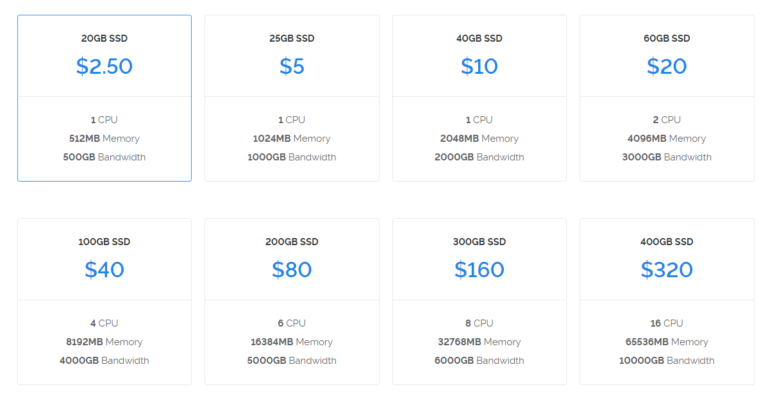 20GB SSD
$2.50
1 CPU
512MB Memory
500GB Bandwidth
25GB SSD
$5
1 CPU
1024MB Memory
1000GB Bandwidth
40GB SSD
$10
1 CPU
2048MB Memory
2000GB Bandwidth
60GB SSD
$20
2 CPU
4096MB Memory
3000GB Bandwidth
100GB SSD
$40
4 CPU
8192MB Memory
4000GB Bandwidth
200GB SSD
$80
6 CPU
16384MB Memory
5000GB Bandwidth
300GB SSD
$160
8 CPU
32768MB Memory
6000GB Bandwidth
400GB SSD
$320
16 CPU
65536MB Memory
10000GB Bandwidth